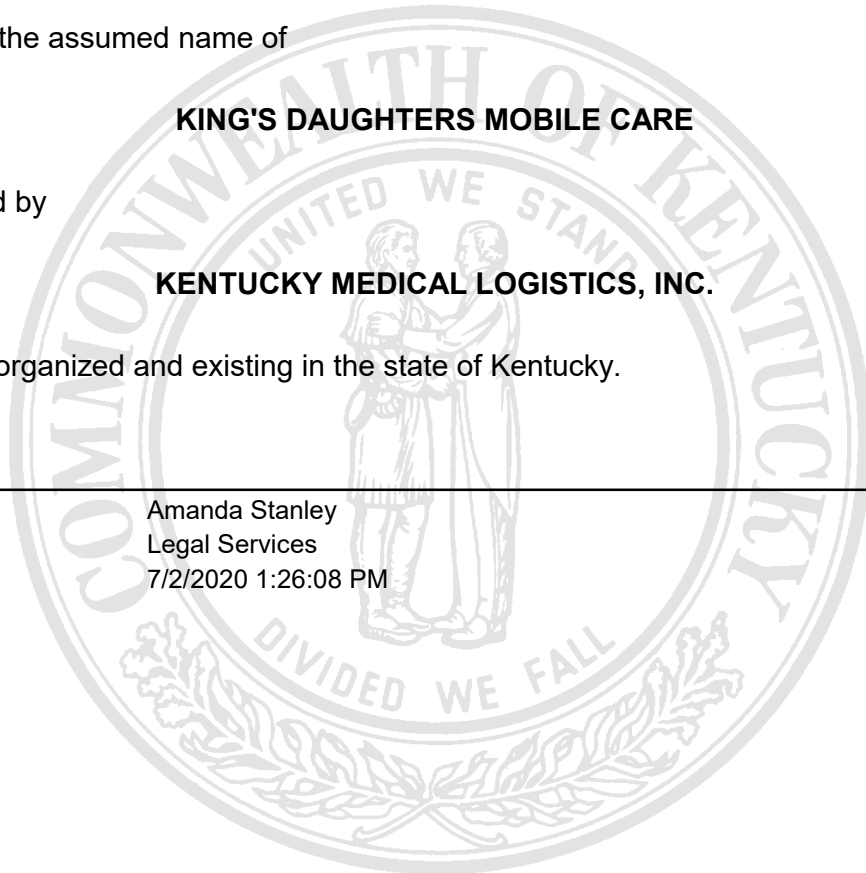 the assumed name of
KING'S DAUGHTERS MOBILE CARE
d by
KENTUCKY MEDICAL LOGISTICS, INC.
organized and existing in the state of Kentucky.
Amanda Stanley
Legal Services
7/2/2020 1:26:08 PM
COMMONWEALTH OF KENTUCKY
UNITED WE STAND
DIVIDED WE FALL